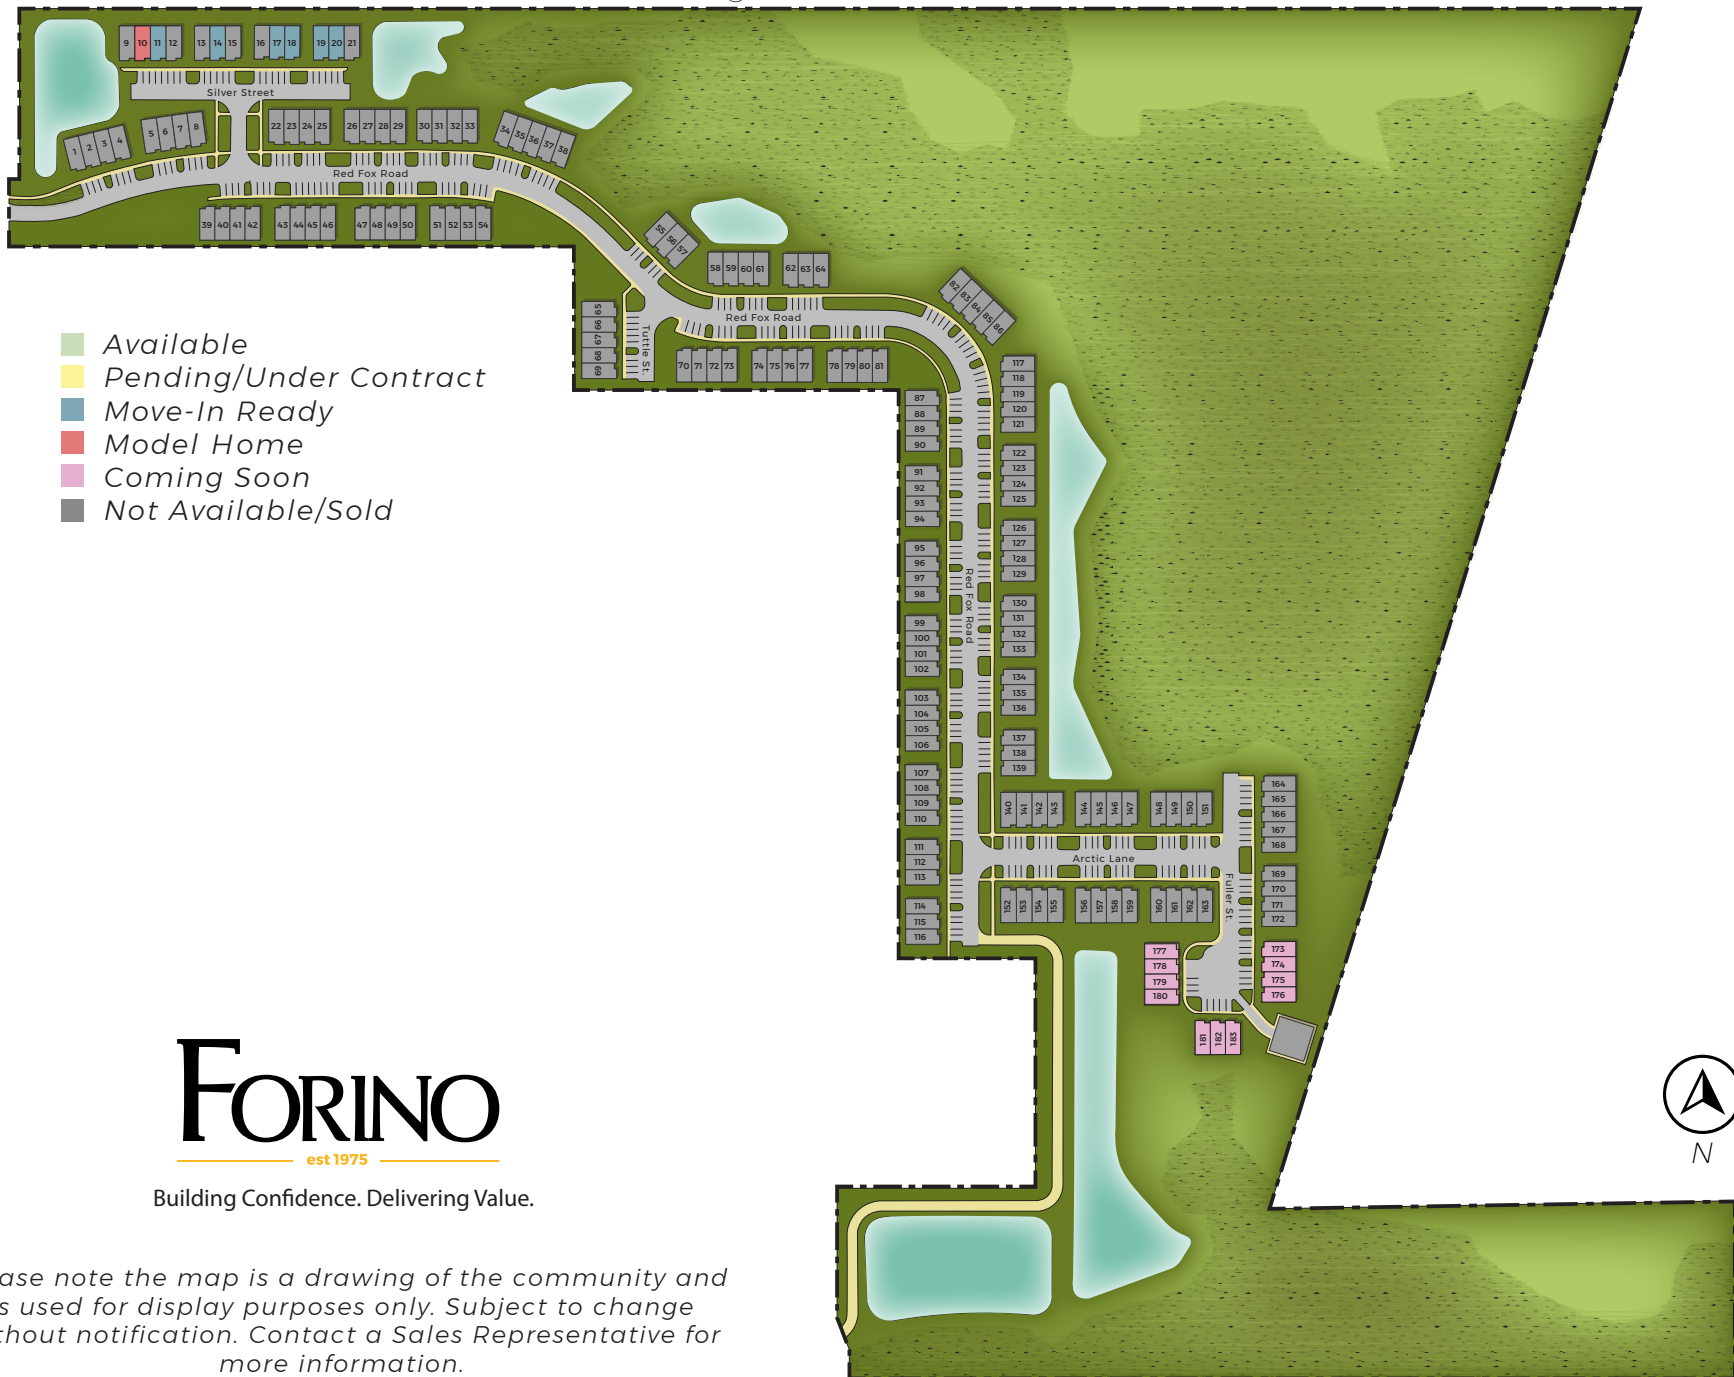 9 10 11 12 13 14 15 16 17 18 19 20 21
Silver Street
1 2 3 4 5 6 7 8 22 23 24 25 26 27 28 29 30 31 32 33 34 35 36 37 38
Red Fox Road
39 40 41 42 43 44 45 46 47 48 49 50 51 52 53 54
55 56 57
58 59 60 61 62 63 64
65
66
67
68
69
Tuttle St.
Red Fox Road
70 71 72 73 74 75 76 77 78 79 80 81
82 83 84 85 86
Available
Pending/Under Contract
Move-In Ready
Model Home
Coming Soon
Not Available/Sold
87
88
89
90
91
92
93
94
95
96
97
98
99
100
101
102
103
104
105
106
107
108
109
110
111
112
113
114
115
116
Red Fox Road
117
118
119
120
121
122
123
124
125
126
127
128
129
130
131
132
133
134
135
136
137
138
139
140 141 142 143 144 145 146 147 148 149 150 151
Arctic Lane
152 153 154 155 156 157 158 159 160 161 162 163
Fuller St.
164
165
166
167
168
169
170
171
172
173
174
175
176
177
178
179
180
181 182 183
FORINO
est 1975
Building Confidence. Delivering Value.
N
note the map is a drawing of the community and
used for display purposes only. Subject to change
notification. Contact a Sales Representative for
more information.